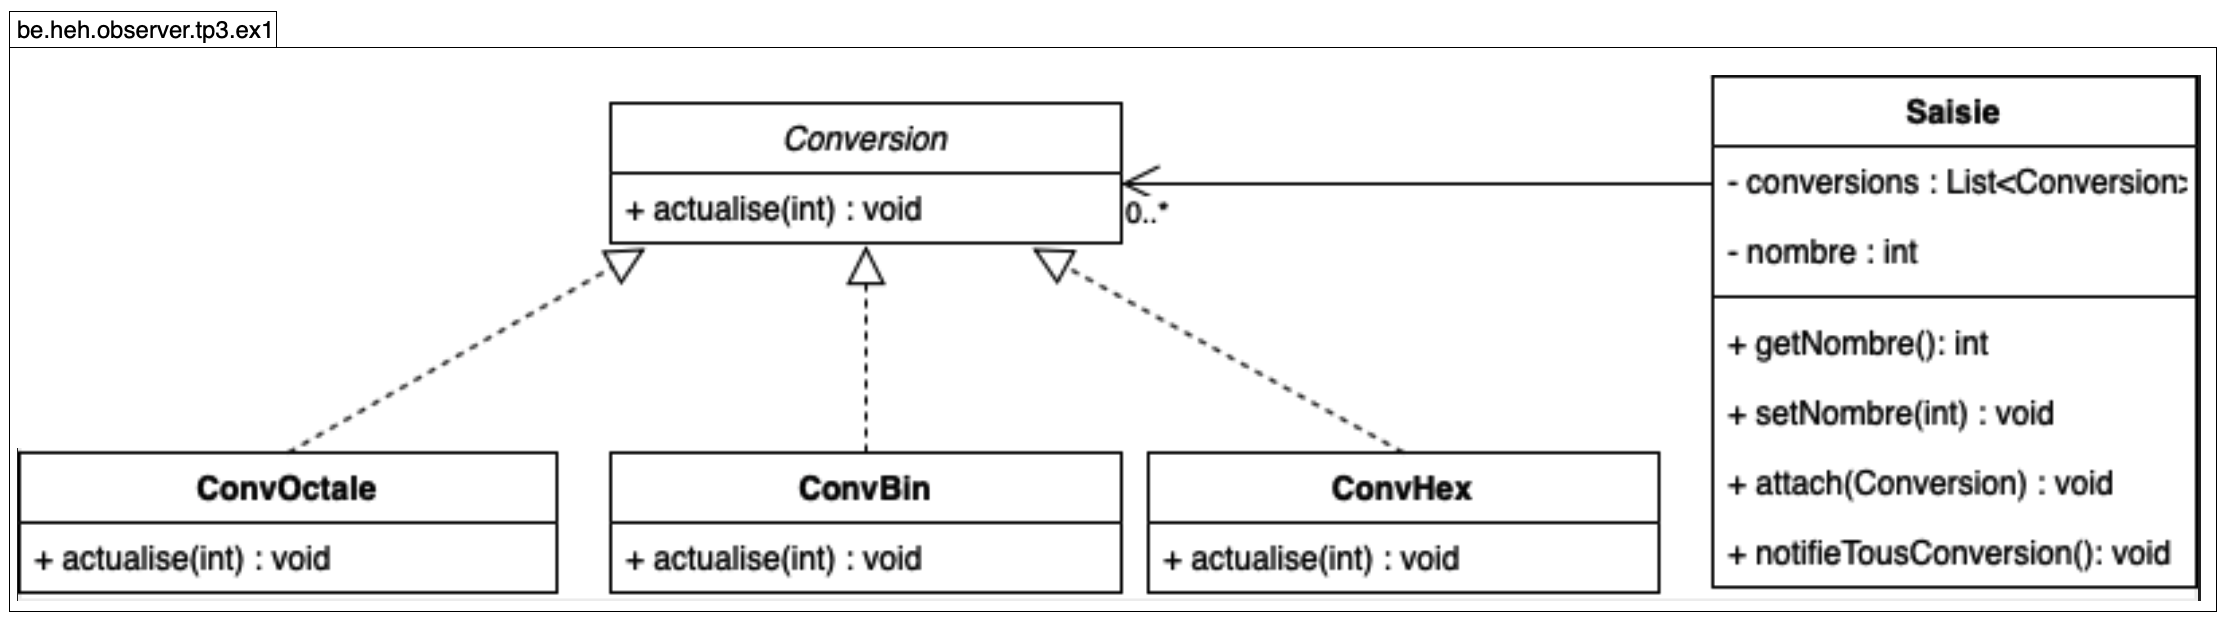 be.heh.observer.tp3.ex1
Conversion
+ actualise(int) : void
0..*
Saisie
- conversions : List<Conversion>
- nombre : int
+ getNombre(): int
+ setNombre(int) : void
+ attach(Conversion) : void
+ notifieTousConversion(): void
ConvOctale
+ actualise(int) : void
ConvBin
+ actualise(int) : void
ConvHex
+ actualise(int) : void